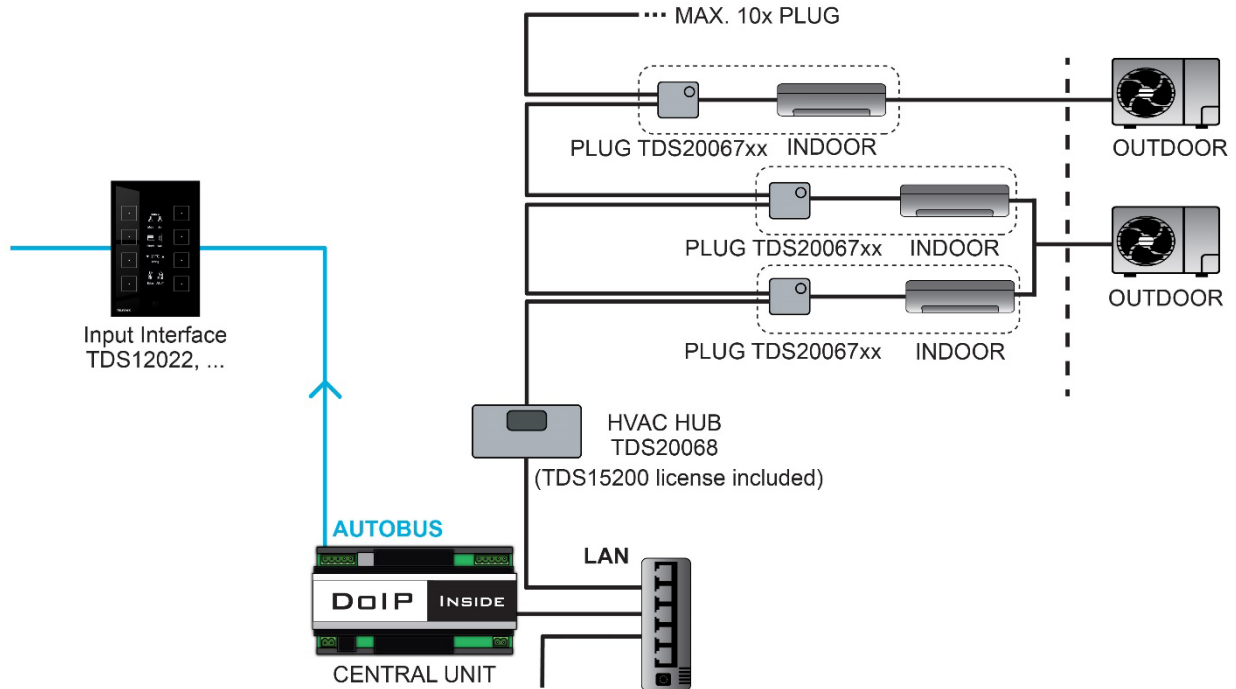 MAX. 10x PLUG
PLUG TDS20067xx INDOOR
OUTDOOR
PLUG TDS20067xx INDOOR
OUTDOOR
PLUG TDS20067xx INDOOR
Input Interface
TDS12022, ...
HVAC HUB
TDS20068
(TDS15200 license included)
AUTOBUS
LAN
DoIP INSIDE
CENTRAL UNIT